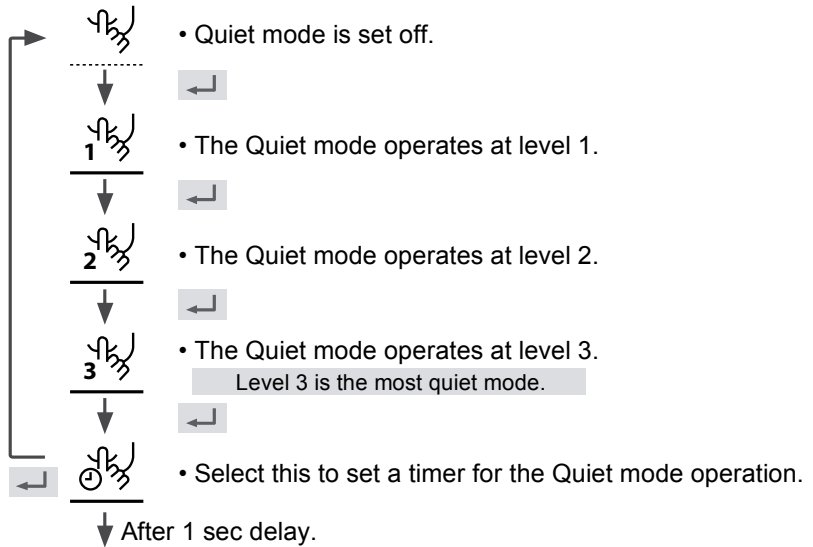 • Quiet mode is set off.
1
• The Quiet mode operates at level 1.
2
• The Quiet mode operates at level 2.
3
• The Quiet mode operates at level 3.
Level 3 is the most quiet mode.
• Select this to set a timer for the Quiet mode operation.
After 1 sec delay.